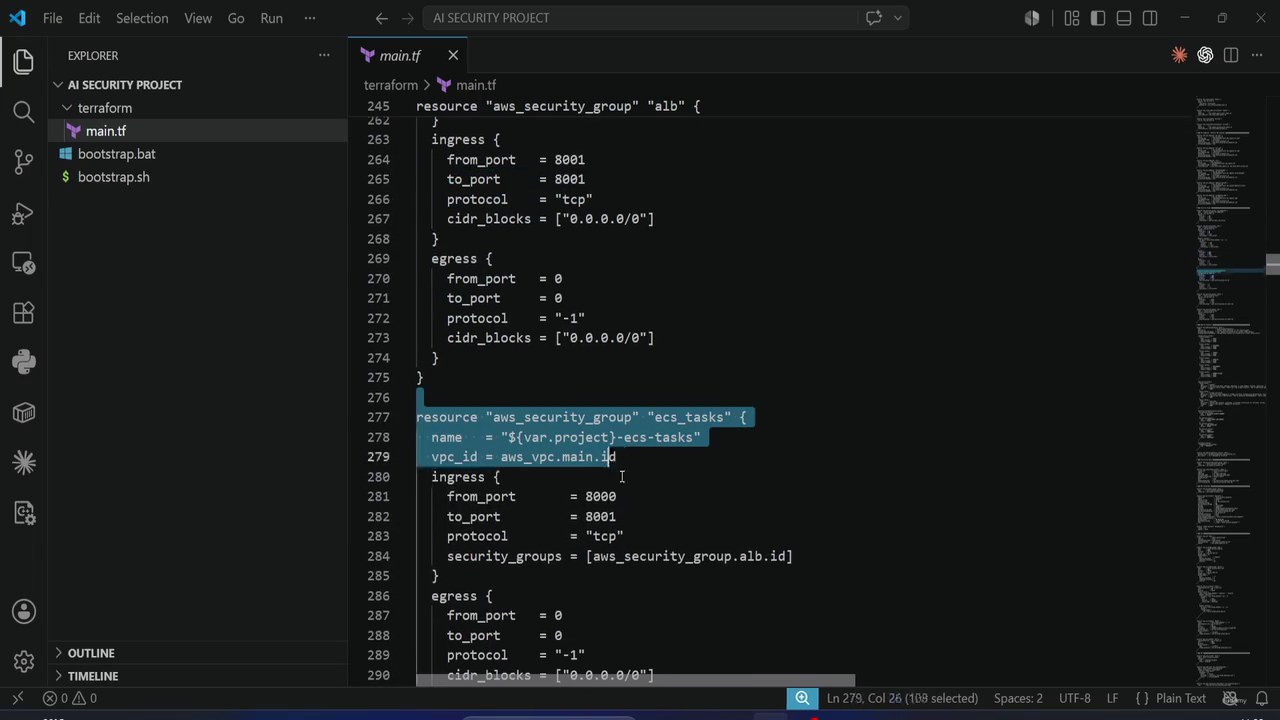 File Edit Selection View Go Run ···
AI SECURITY PROJECT
EXPLORER
AI SECURITY PROJECT
terraform
main.tf
bootstrap.bat
$ bootstrap.sh
OUTLINE
TIMELINE
main.tf
terraform > main.tf
245 resource "aws_security_group" "alb" {
262 }
263 ingress {
264 from_port = 8001
265 to_port = 8001
266 protocol = "tcp"
267 cidr_blocks = ["0.0.0.0/0"]
268 }
269 egress {
270 from_port = 0
271 to_port = 0
272 protocol = "-1"
273 cidr_blocks = ["0.0.0.0/0"]
274 }
275 }
276
277 resource "aws_security_group" "ecs_tasks" {
278 name = "${var.project}-ecs-tasks"
279 vpc_id = aws_vpc.main.id
280 ingress {
281 from_port = 8000
282 to_port = 8001
283 protocol = "tcp"
284 security_groups = [aws_security_group.alb.id]
285 }
286 egress {
287 from_port = 0
288 to_port = 0
289 protocol = "-1"
290 cidr_blocks = ["0.0.0.0/0"]
0 0 Ln 279, Col 26 (108 selected) Spaces: 2 UTF-8 LF {} Plain Text